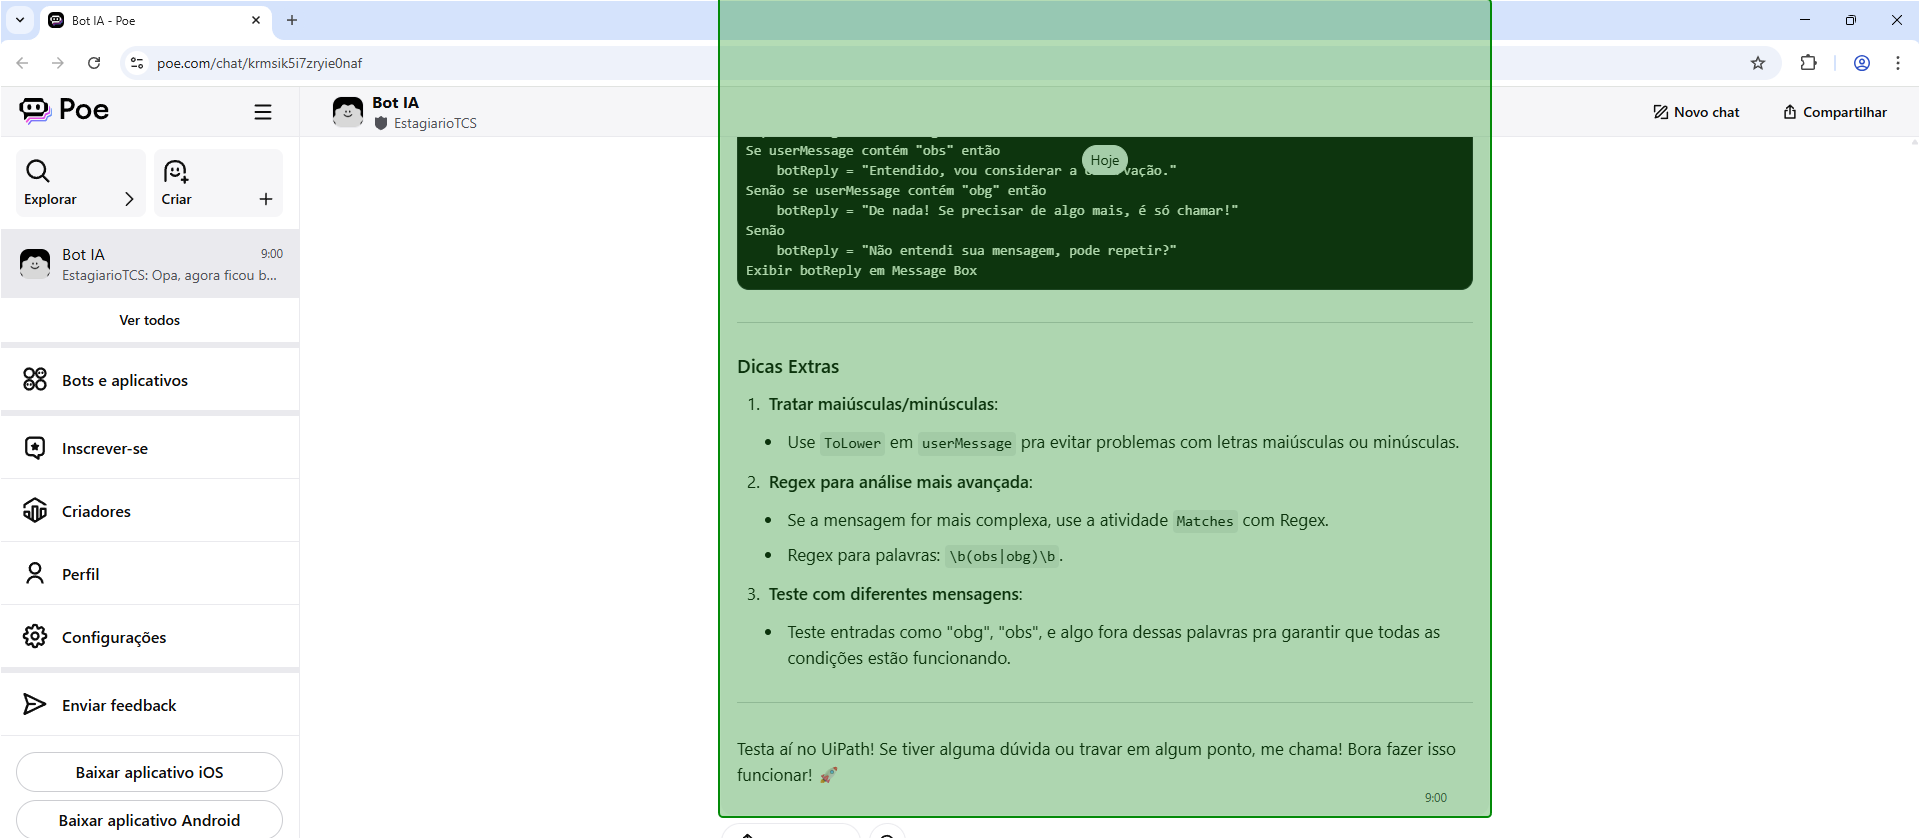 Bot IA - Poe
poe.com/chat/krmsik5i7zryie0naf
Poe
Explorar
Criar
Bot IA
9:00
EstagiarioTCS: Opa, agora ficou b...
Ver todos
Bots e aplicativos
Inscrever-se
Criadores
Perfil
Configurações
Enviar feedback
Baixar aplicativo iOS
Baixar aplicativo Android
Bot IA
EstagiarioTCS
Novo chat
Compartilhar
Hoje
Se userMessage contém "obs" então
botReply = "Entendido, vou considerar a vação."
Senão se userMessage contém "obg" então
botReply = "De nada! Se precisar de algo mais, é só chamar!"
Senão
botReply = "Não entendi sua mensagem, pode repetir?"
Exibir botReply em Message Box
Dicas Extras
1. Tratar maiúsculas/minúsculas:
• Use ToLower em userMessage pra evitar problemas com letras maiúsculas ou minúsculas.
2. Regex para análise mais avançada:
• Se a mensagem for mais complexa, use a atividade Matches com Regex.
• Regex para palavras: \b(obs|obg)\b.
3. Teste com diferentes mensagens:
• Teste entradas como "obg", "obs", e algo fora dessas palavras pra garantir que todas as
condições estão funcionando.
Testa aí no UiPath! Se tiver alguma dúvida ou travar em algum ponto, me chama! Bora fazer isso
funcionar! 🚀
9:00